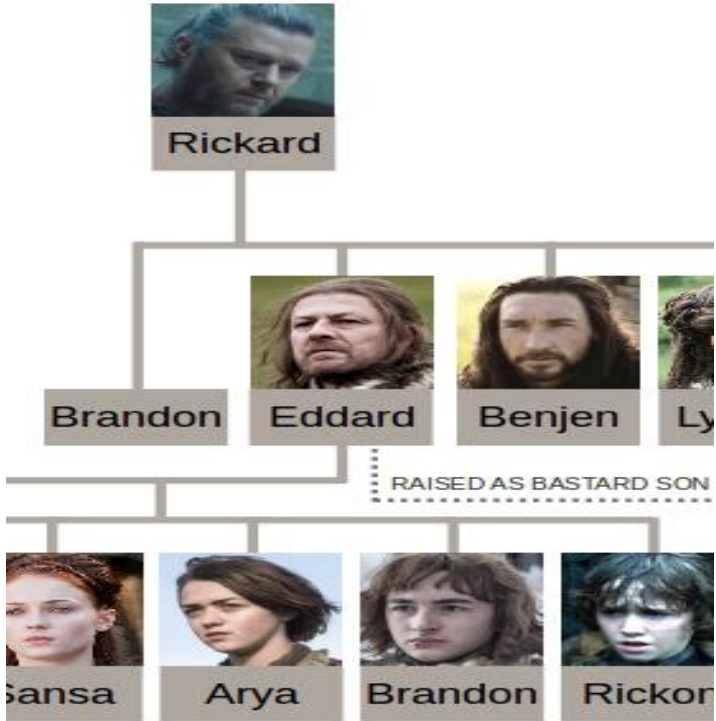 Rickard
Brandon
Eddard
Benjen
Ly
RAISED AS BASTARD SON
Sansa
Arya
Brandon
Rickon